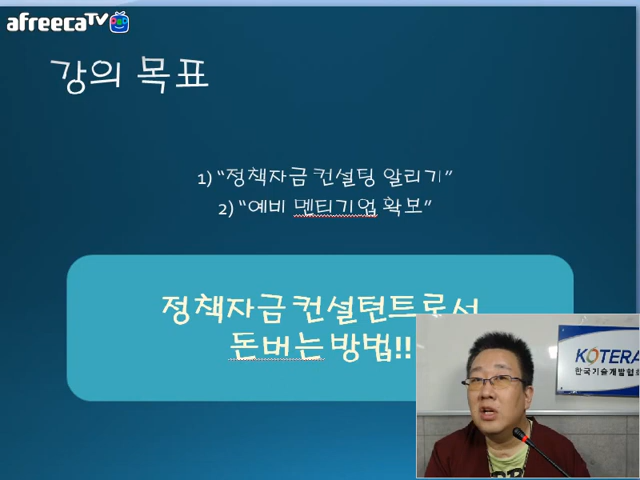 afreecaTV
강의 목표
1) “정책자금 컨설팅 알리기”
2) “예비 멘티기업 확보”
정책자금 컨설턴트로서
돈버는 방법!!
KOTERA
한국기술개발협회